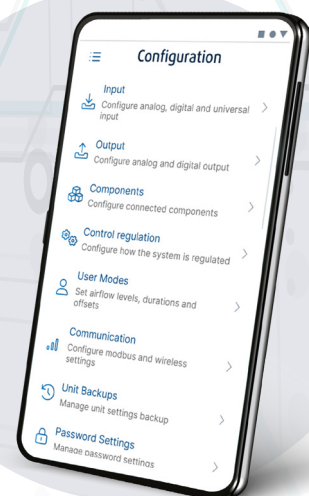 Configuration
Input
Configure analog, digital and universal
input
Output
Configure analog and digital output
Components
Configure connected components
Control regulation
Configure how the system is regulated
User Modes
Set airflow levels, durations and
offsets
Communication
Configure modbus and wireless
settings
Unit Backups
Manage unit settings backup
Password Settings
Manage password settings